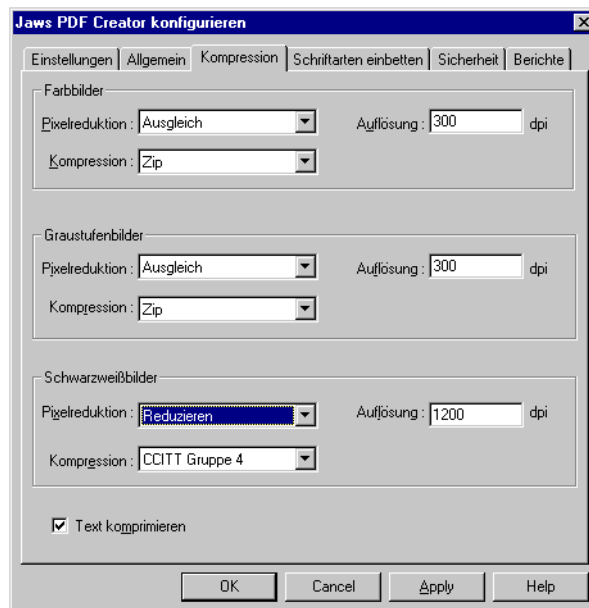 Jaws PDF Creator konfigurieren
Einstellungen Allgemein Kompression Schriftarten einbetten Sicherheit Berichte
Farbbilder
Pixelreduktion : Ausgleich Auflösung : 300 dpi
Kompression : Zip
Graustufenbilder
Pixelreduktion : Ausgleich Auflösung : 300 dpi
Kompression : Zip
Schwarzweißbilder
Pixelreduktion : Reduzieren Auflösung : 1200 dpi
Kompression : CCITT Gruppe 4
Text komprimieren
OK Cancel Apply Help